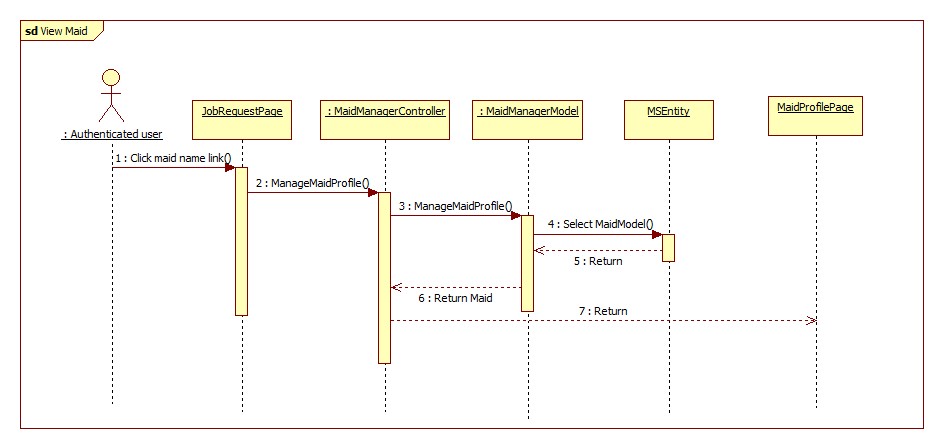 sd View Maid
: Authenticated user
JobRequestPage
: MaidManagerController
: MaidManagerModel
MSEntity
MaidProfilePage
1 : Click maid name link()
2 : ManageMaidProfile()
3 : ManageMaidProfile()
4 : Select MaidModel()
5 : Return
6 : Return Maid
7 : Return